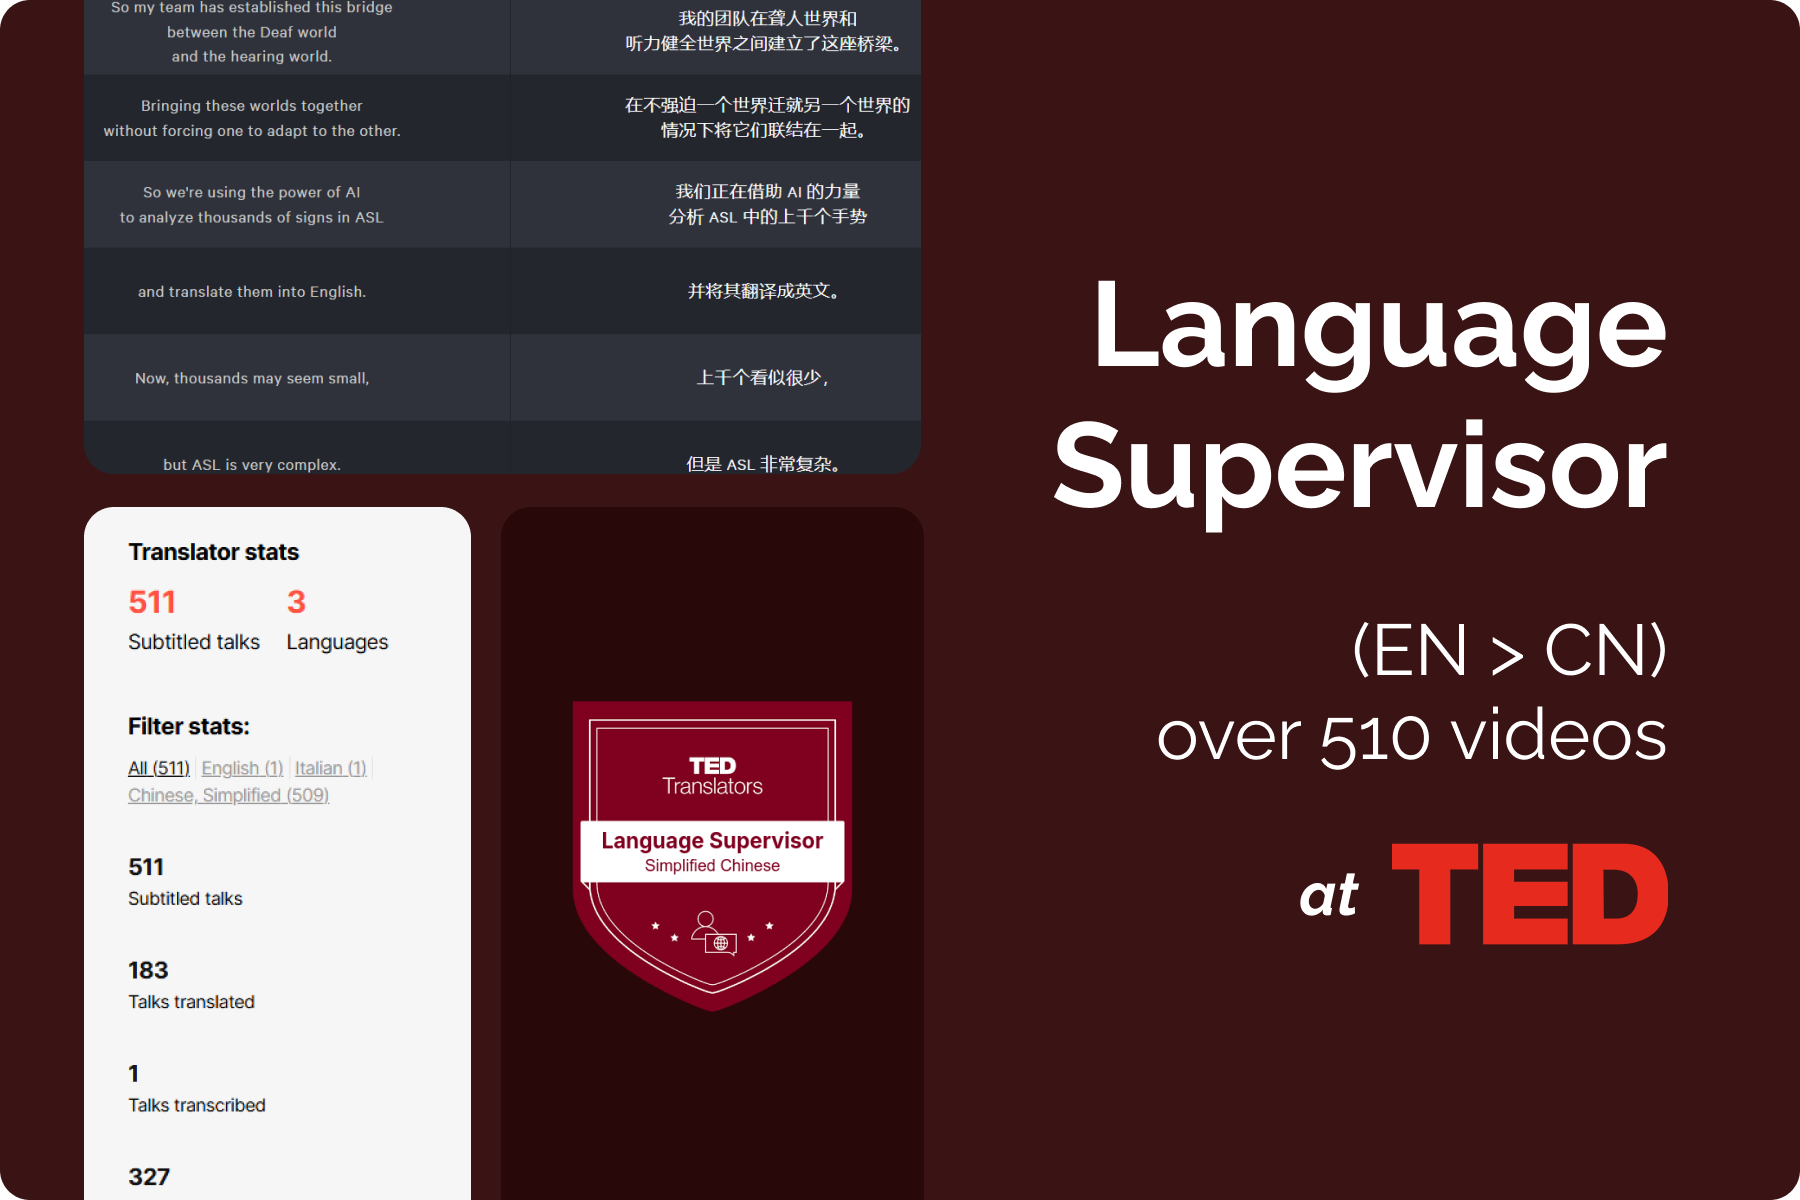 So my team has established this bridge
between the Deaf world
and the hearing world.
我的团队在聋人世界和
听力健全世界之间建立了这座桥梁。
Bringing these worlds together
without forcing one to adapt to the other.
在不强迫一个世界迁就另一个世界的
情况下将它们联结在一起。
So we're using the power of AI
to analyze thousands of signs in ASL
我们正在借助 AI 的力量
分析 ASL 中的上千个手势
and translate them into English.
并将其翻译成英文。
Now, thousands may seem small,
上千个看似很少，
but ASL is very complex.
但是 ASL 非常复杂。
Translator stats
511 3
Subtitled talks Languages
Filter stats:
All (511) English (1) Italian (1)
Chinese, Simplified (509)
511
Subtitled talks
183
Talks translated
1
Talks transcribed
327
TED
Translators
Language Supervisor
Simplified Chinese
Language
Supervisor
(EN > CN)
over 510 videos
at TED